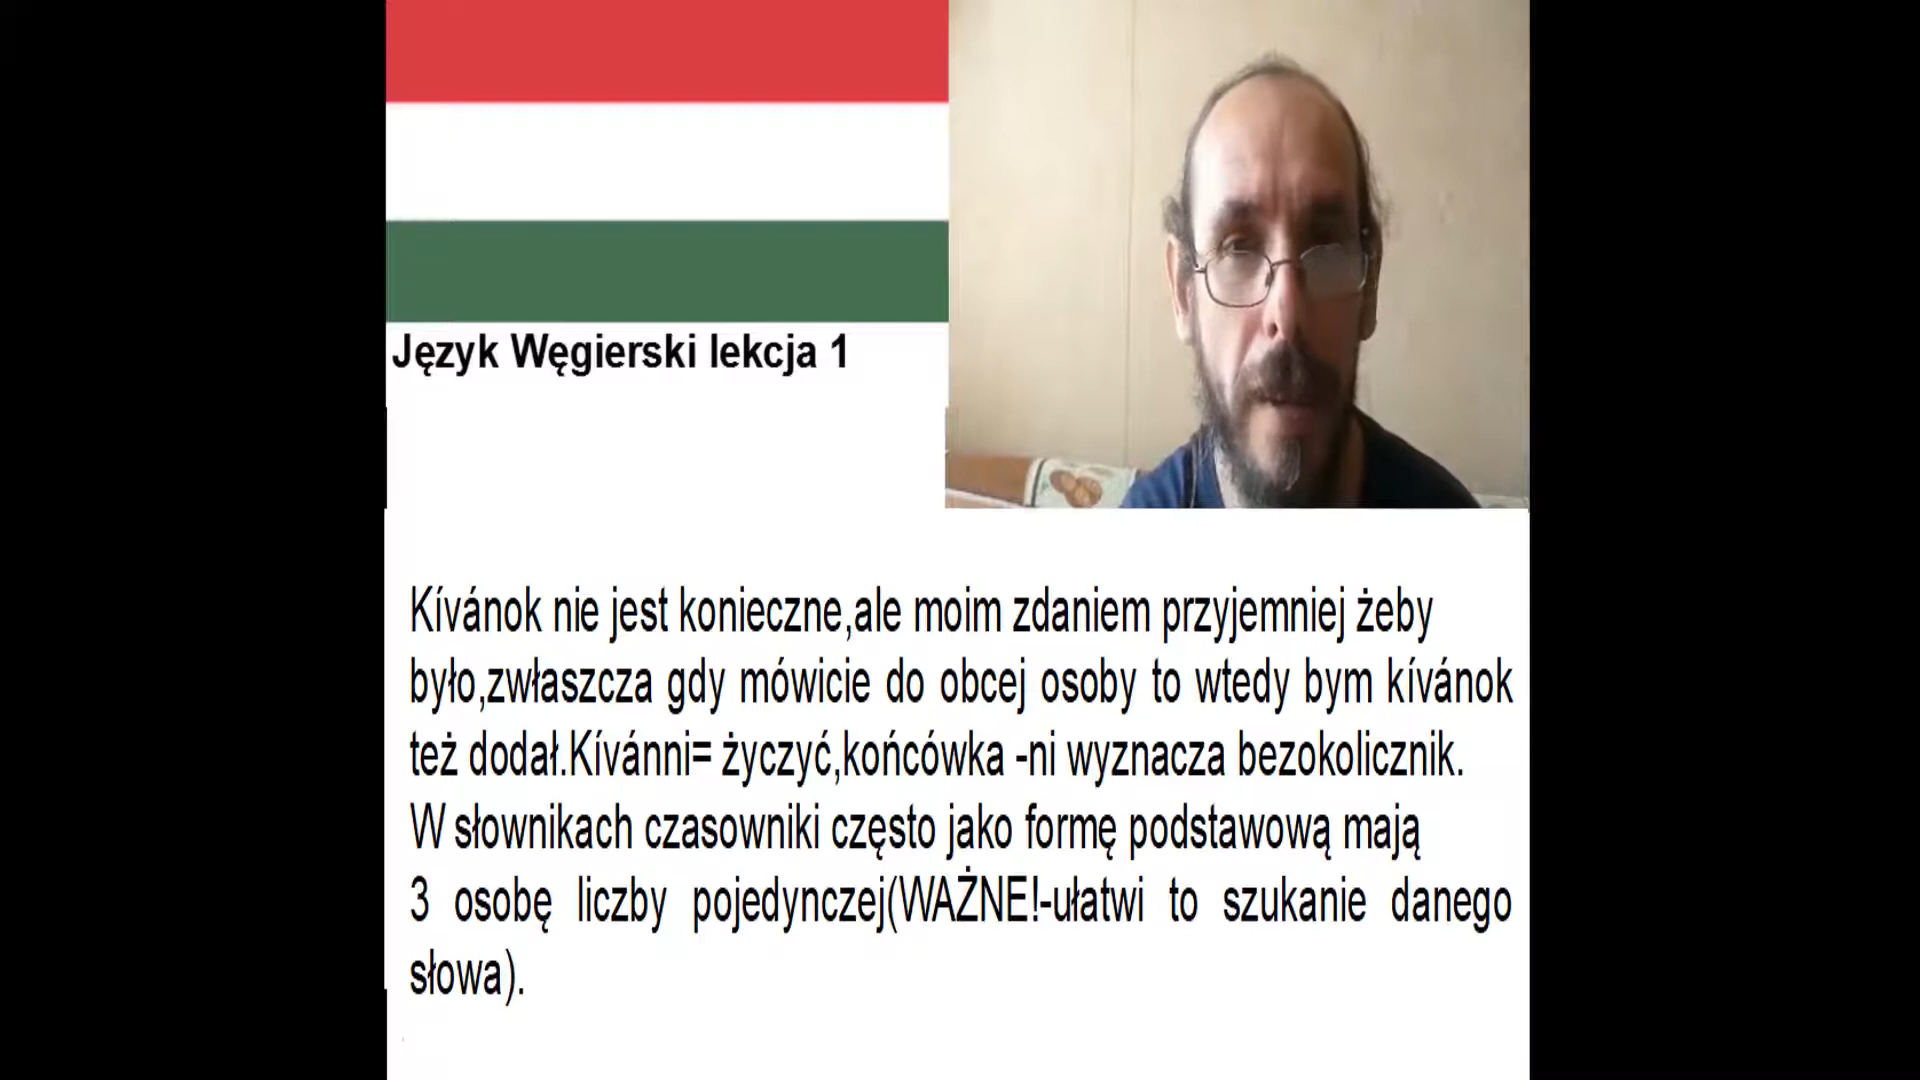 Język Węgierski lekcja 1
Kívánok nie jest konieczne,ale moim zdaniem przyjemniej żeby
było,zwłaszcza gdy mówicie do obcej osoby to wtedy bym kívánok
też dodał.Kívánni= życzyć,końcówka -ni wyznacza bezokolicznik.
W słownikach czasowniki często jako formę podstawową mają
3 osobę liczby pojedynczej(WAŻNE!-ułatwi to szukanie danego
słowa).